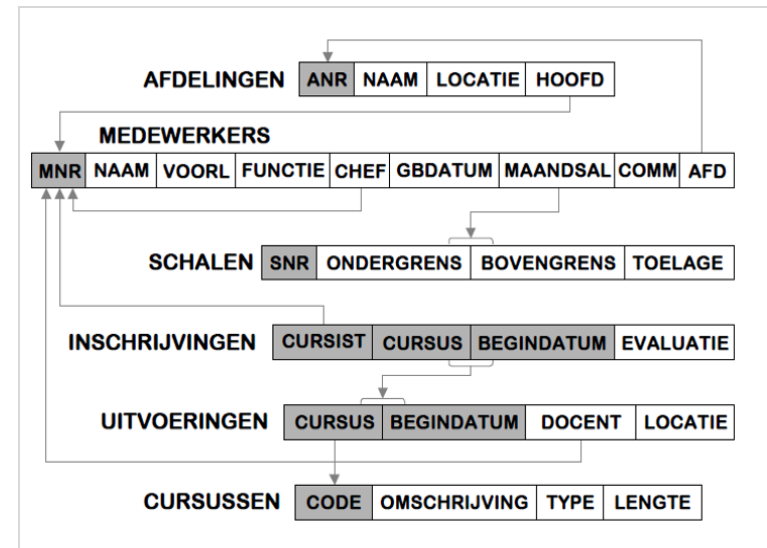 AFDELINGEN ANR NAAM LOCATIE HOOFD
MEDEWERKERS
MNR NAAM VOORL FUNCTIE CHEF GBDATUM MAANDSAL COMM AFD
SCHALEN SNR ONDERGRENS BOVENGRENS TOELAGE
INSCHRIJVINGEN CURSIST CURSUS BEGINDATUM EVALUATIE
UITVOERINGEN CURSUS BEGINDATUM DOCENT LOCATIE
CURSUSSEN CODE OMSCHRIJVING TYPE LENGTE